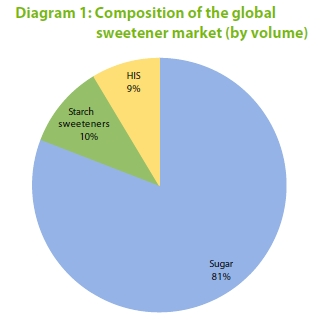 Diagram 1: Composition of the global
sweetener market (by volume)
HIS
9%
Starch
sweeteners
10%
Sugar
81%